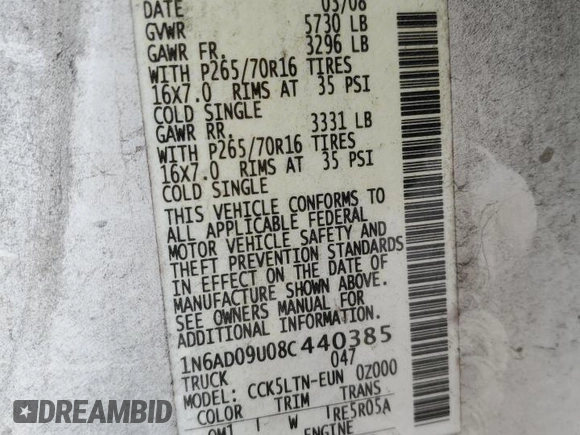 DATE 03/08
GVWR 5730 LB
GAWR FR. 3296 LB
WITH P265/70R16 TIRES
16X7.0 RIMS AT 35 PSI
COLD SINGLE
GAWR RR. 3331 LB
WITH P265/70R16 TIRES
16X7.0 RIMS AT 35 PSI
COLD SINGLE
THIS VEHICLE CONFORMS TO
ALL APPLICABLE FEDERAL
MOTOR VEHICLE SAFETY AND
THEFT PREVENTION STANDARDS
IN EFFECT ON THE DATE OF
MANUFACTURE SHOWN ABOVE.
SEE OWNERS MANUAL FOR
ADDITIONAL INFORMATION.
1N6AD09U08C440385
TRUCK 047
MODEL: CCK5LTN-EUN 0Z000
COLOR TRIM TRANS
QM1 W RE5R05A
ENGINE
DREAMBID